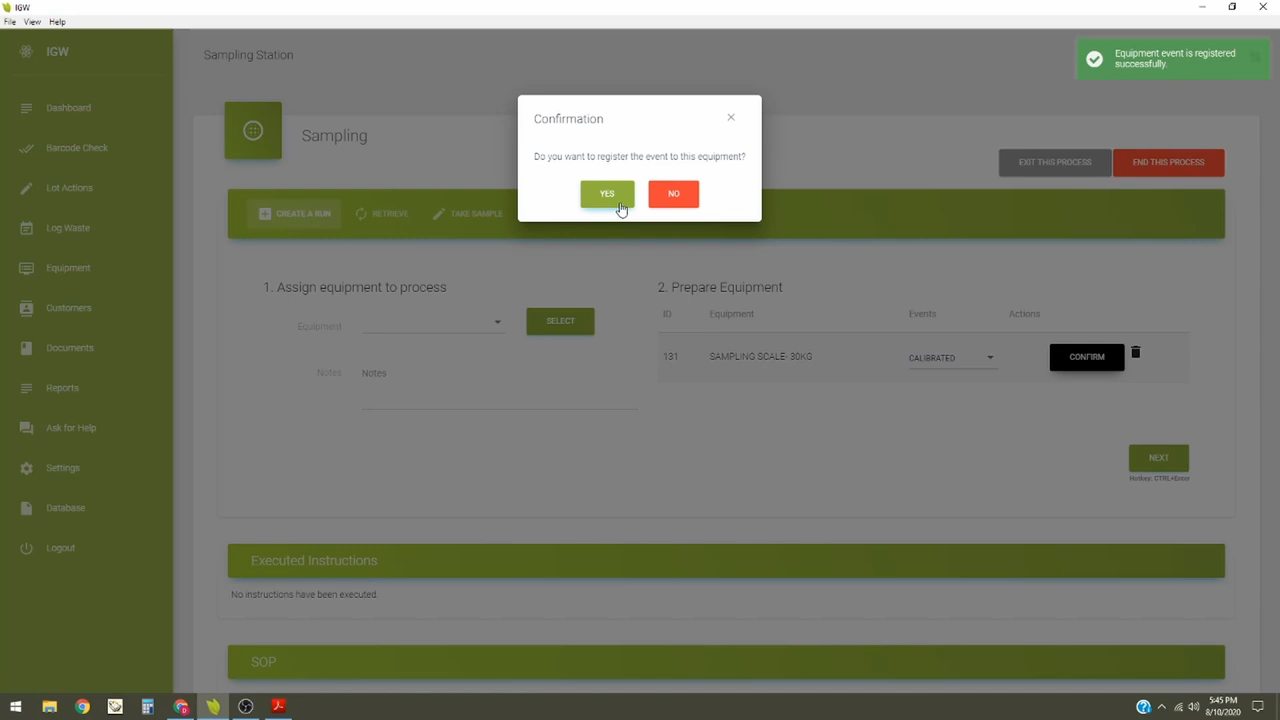 IGW
File View Help
IGW
Dashboard
Barcode Check
Lot Actions
Log Waste
Equipment
Customers
Documents
Reports
Ask for Help
Settings
Database
Logout
Sampling Station
Equipment event is registered
successfully.
Sampling
EXIT THIS PROCESS
END THIS PROCESS
Confirmation
Do you want to register the event to this equipment?
YES
NO
CREATE A RUN
RETRIEVE
TAKE SAMPLE
1. Assign equipment to process
Equipment
SELECT
Notes
Notes
2. Prepare Equipment
ID Equipment Events Actions
131 SAMPLING SCALE- 30KG CALIBRATED CONFIRM
NEXT
Hotkey: CTRL+Enter
Executed Instructions
No instructions have been executed.
SOP
5:45 PM
8/10/2020